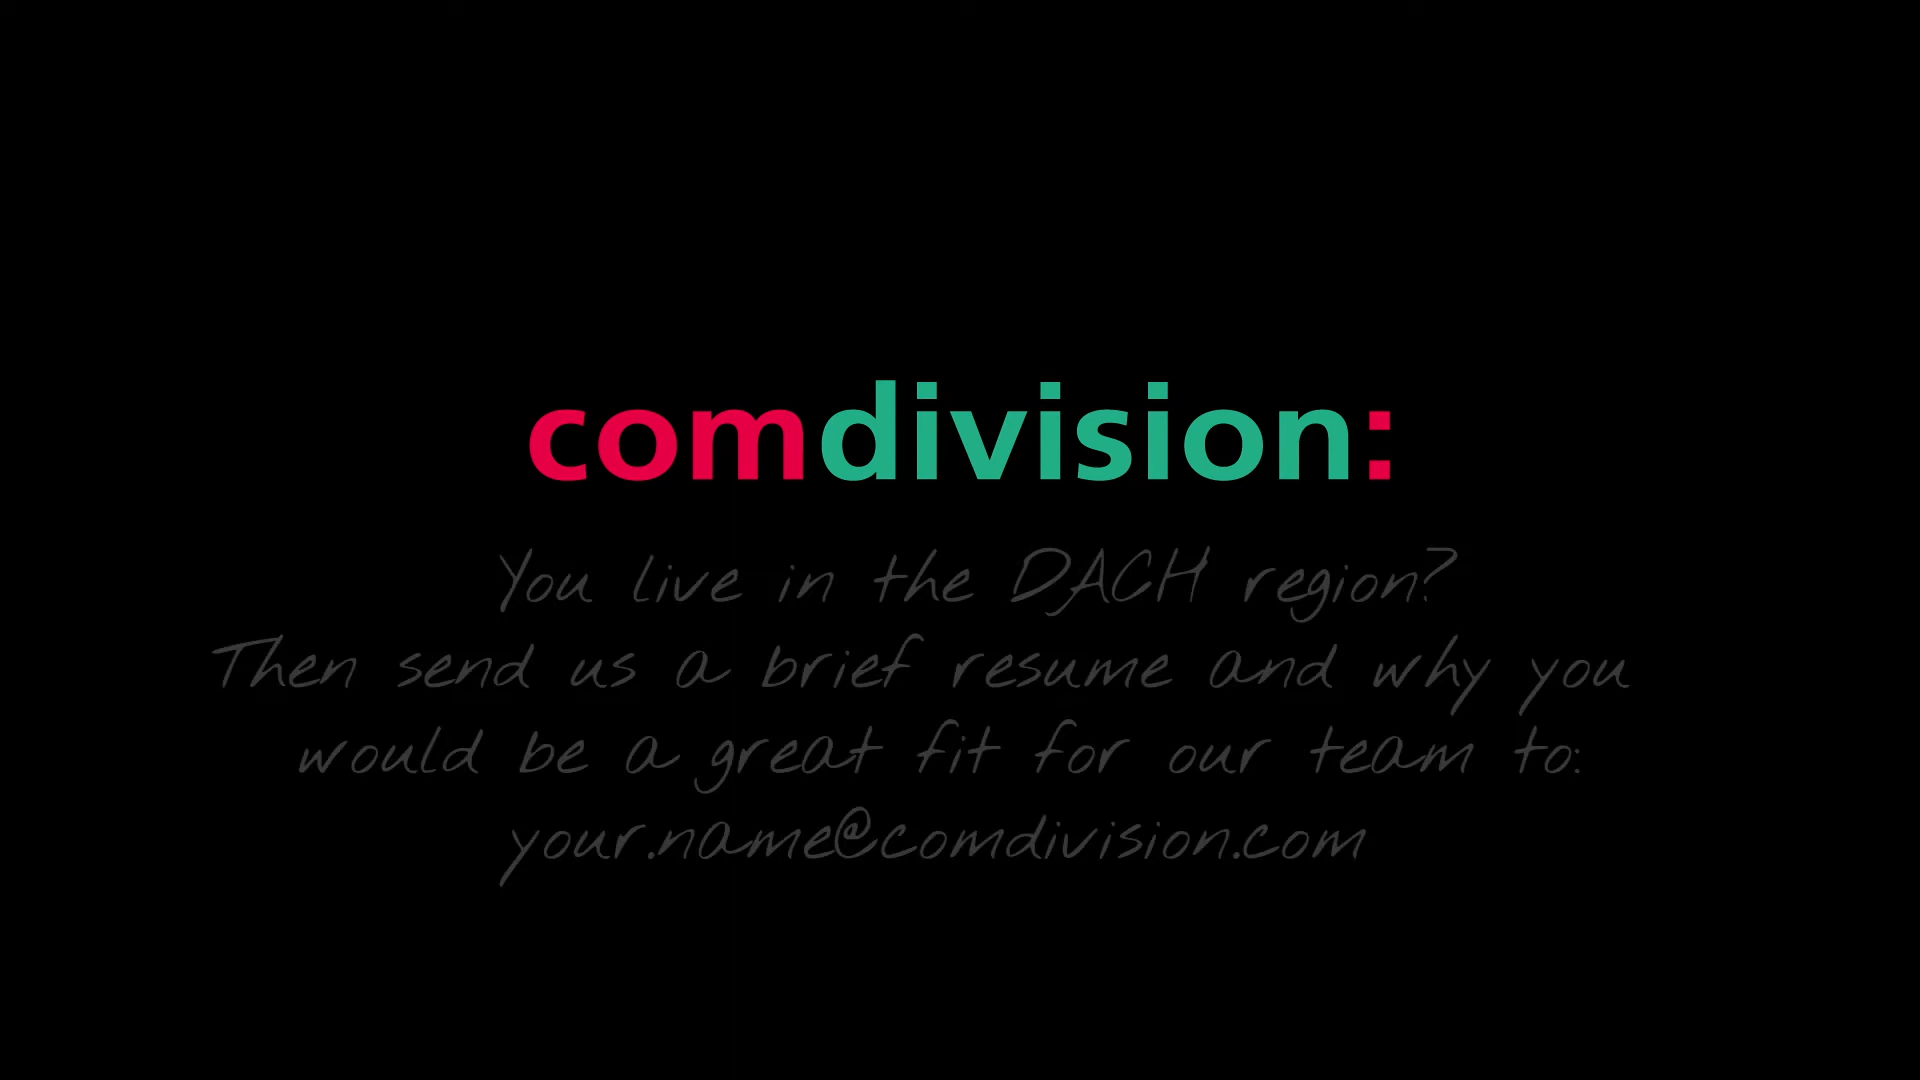 comdivision:
You live in the DACH region?
Then send us a brief resume and why you
would be a great fit for our team to:
your.name@comdivision.com